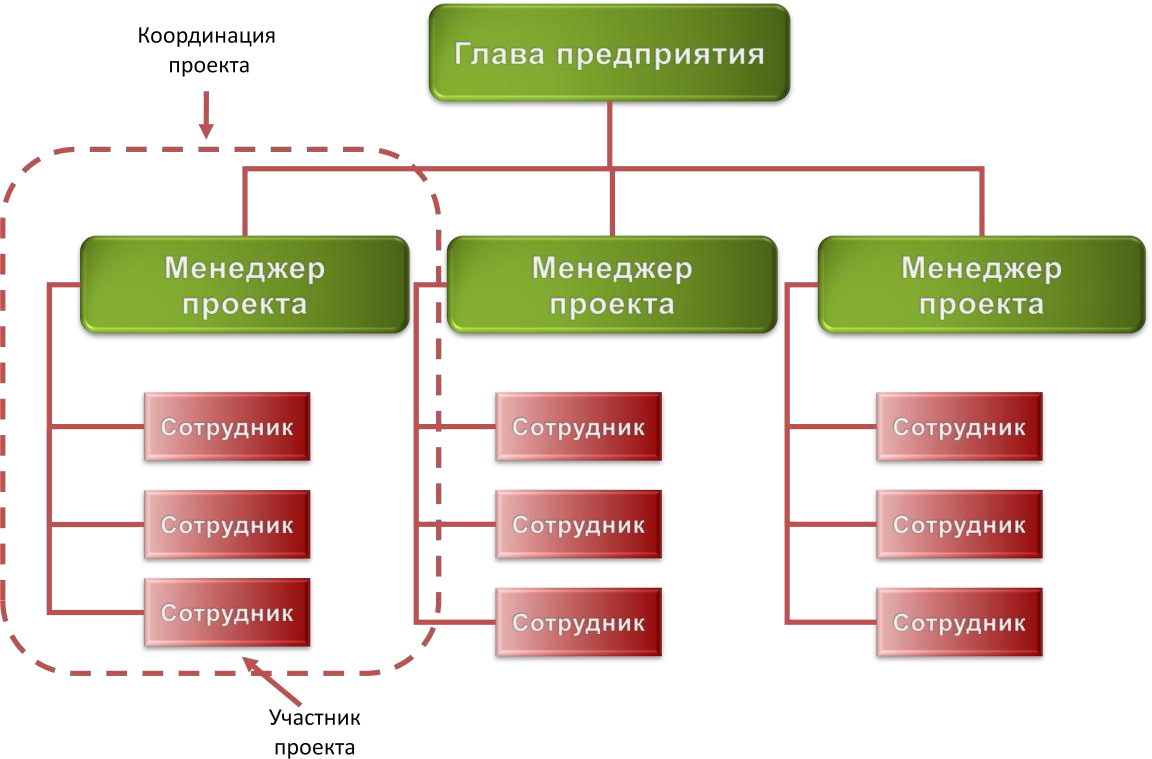 Координация
проекта
Глава предприятия
Менеджер
проекта
Менеджер
проекта
Менеджер
проекта
Сотрудник
Сотрудник
Сотрудник
Сотрудник
Сотрудник
Сотрудник
Сотрудник
Сотрудник
Сотрудник
Участник
проекта